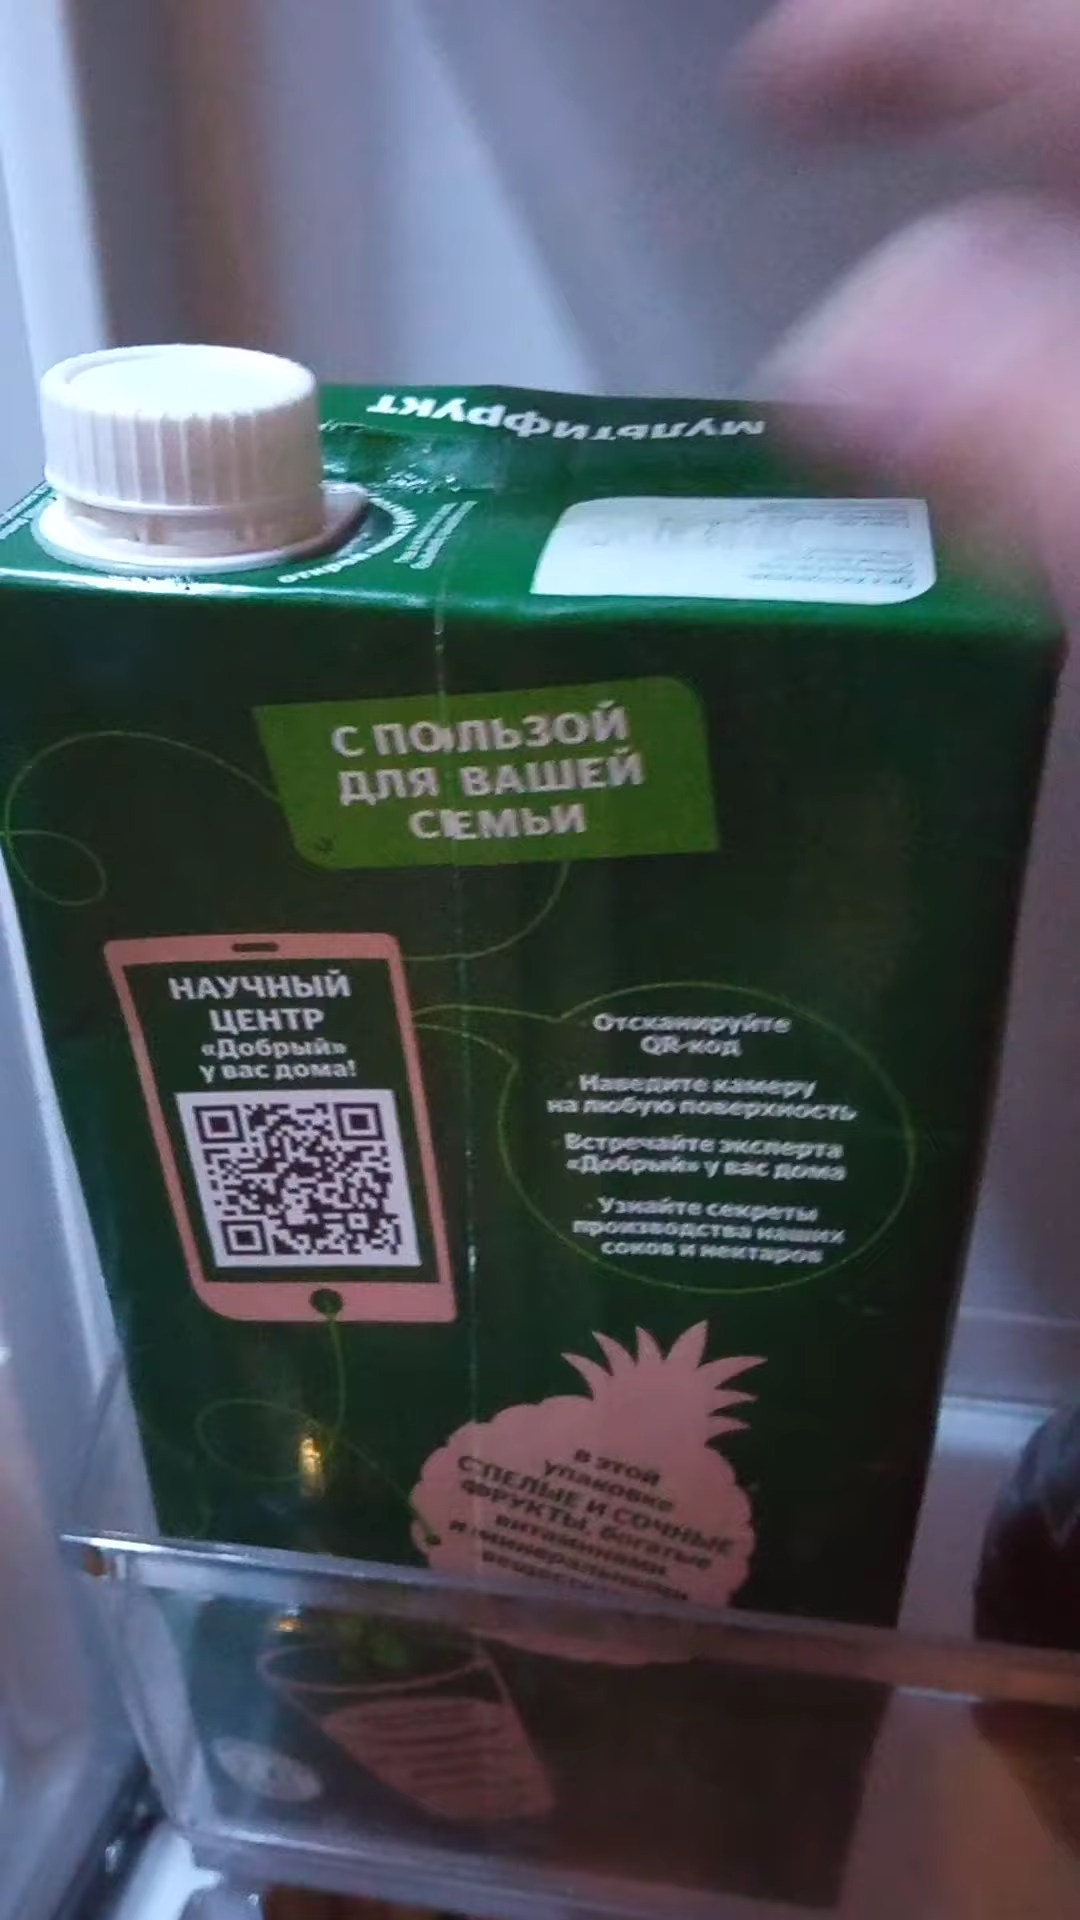 мультифрукт
С ПОЛЬЗОЙ
ДЛЯ ВАШЕЙ
СЕМЬИ
НАУЧНЫЙ
ЦЕНТР
«Добрый»
у вас дома!
Отсканируйте
QR-код
· Наведите камеру
на любую поверхность
· Встречайте эксперта
«Добрый» у вас дома
· Узнайте секреты
производства наших
соков и нектаров
в этой
упаковке
СПЕЛЫЕ И СОЧНЫЕ
ФРУКТЫ, богатые
витаминами
и минеральными